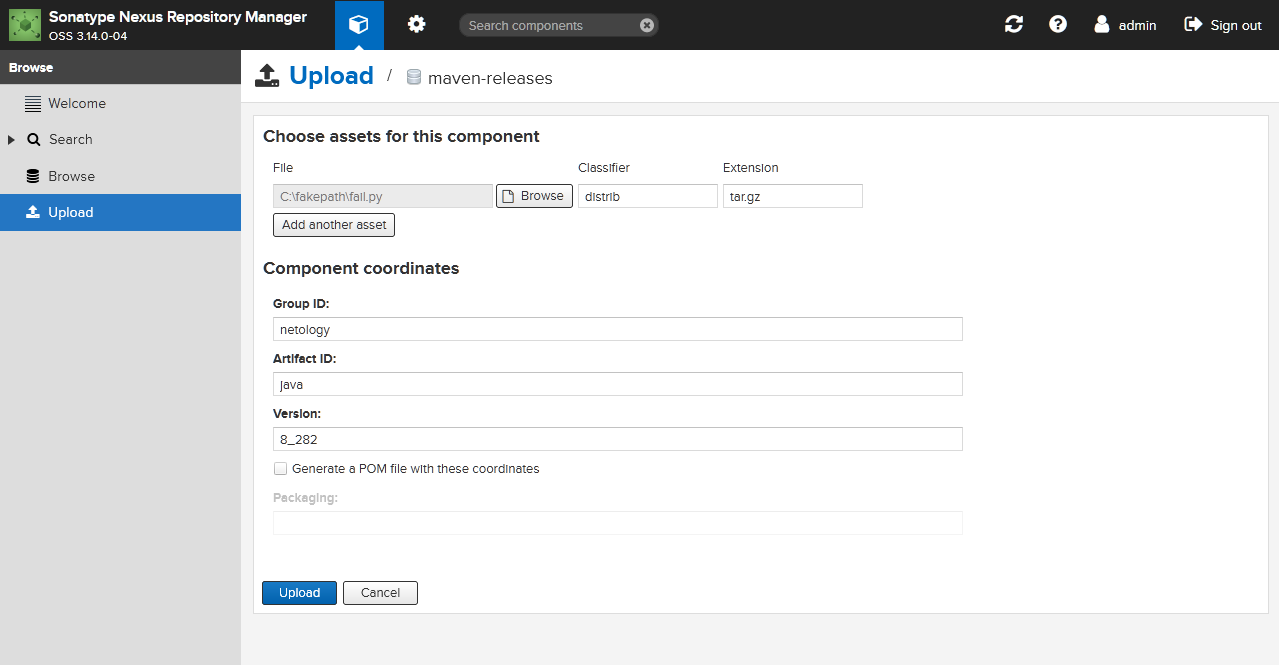 Sonatype Nexus Repository Manager
OSS 3.14.0-04
Search components
admin
Sign out
Browse
Welcome
Search
Browse
Upload
Upload / maven-releases
Choose assets for this component
File Classifier Extension
C:\fakepath\fail.py Browse distrib tar.gz
Add another asset
Component coordinates
Group ID:
netology
Artifact ID:
java
Version:
8_282
Generate a POM file with these coordinates
Packaging:
Upload Cancel